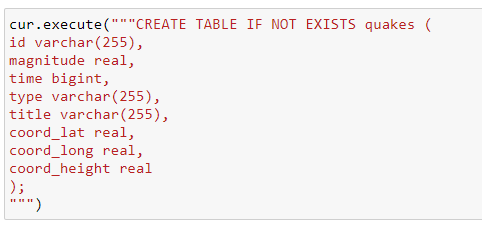 cur.execute("""CREATE TABLE IF NOT EXISTS quakes (
id varchar(255),
magnitude real,
time bigint,
type varchar(255),
title varchar(255),
coord_lat real,
coord_long real,
coord_height real
);
""")